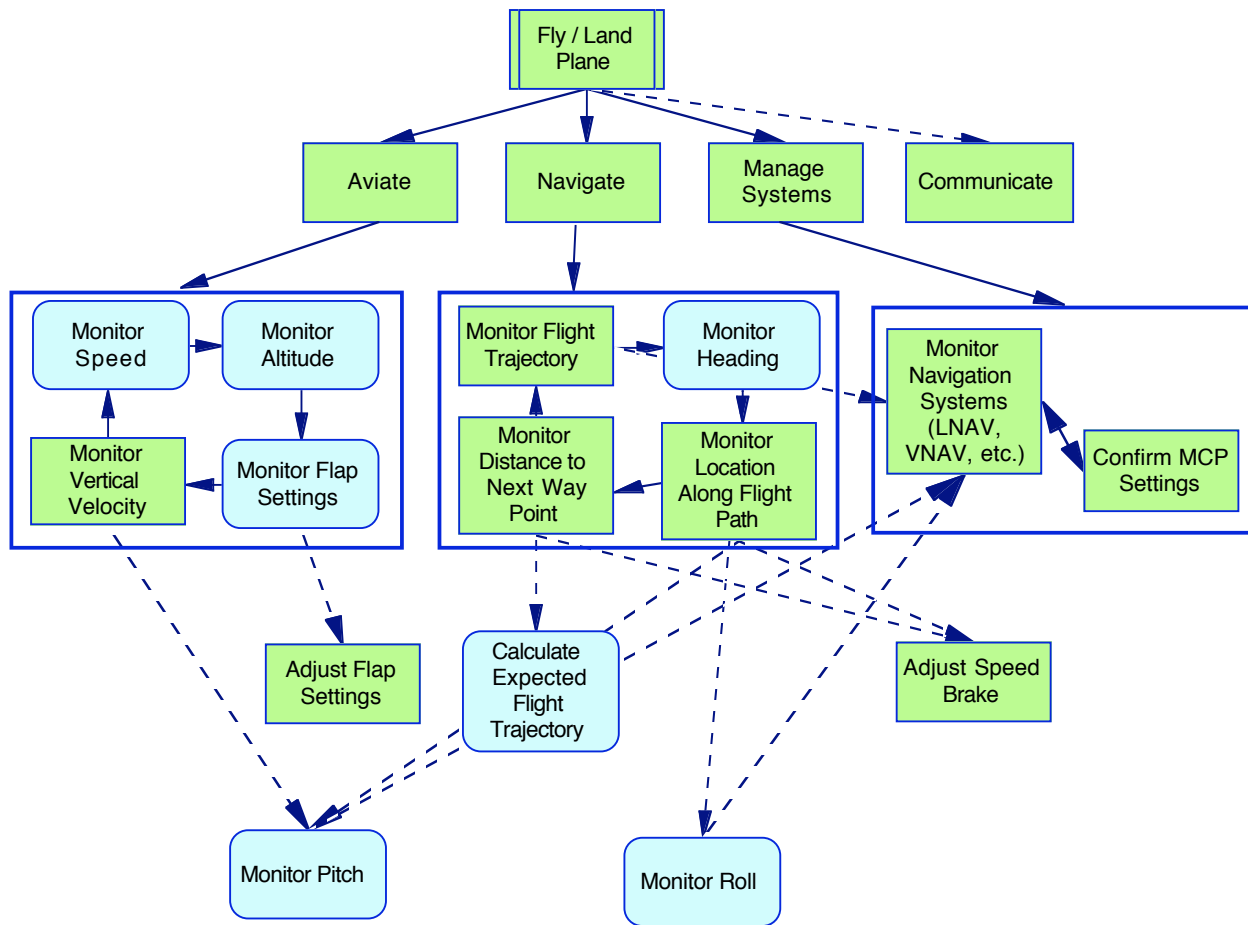 Fly / Land
Plane
Aviate
Navigate
Manage
Systems
Communicate
Monitor
Speed
Monitor
Altitude
Monitor
Vertical
Velocity
Monitor Flap
Settings
Monitor Flight
Trajectory
Monitor
Heading
Monitor
Distance to
Next Way
Point
Monitor
Location
Along Flight
Path
Monitor
Navigation
Systems
(LNAV,
VNAV, etc.)
Confirm MCP
Settings
Adjust Flap
Settings
Calculate
Expected
Flight
Trajectory
Adjust Speed
Brake
Monitor Pitch
Monitor Roll